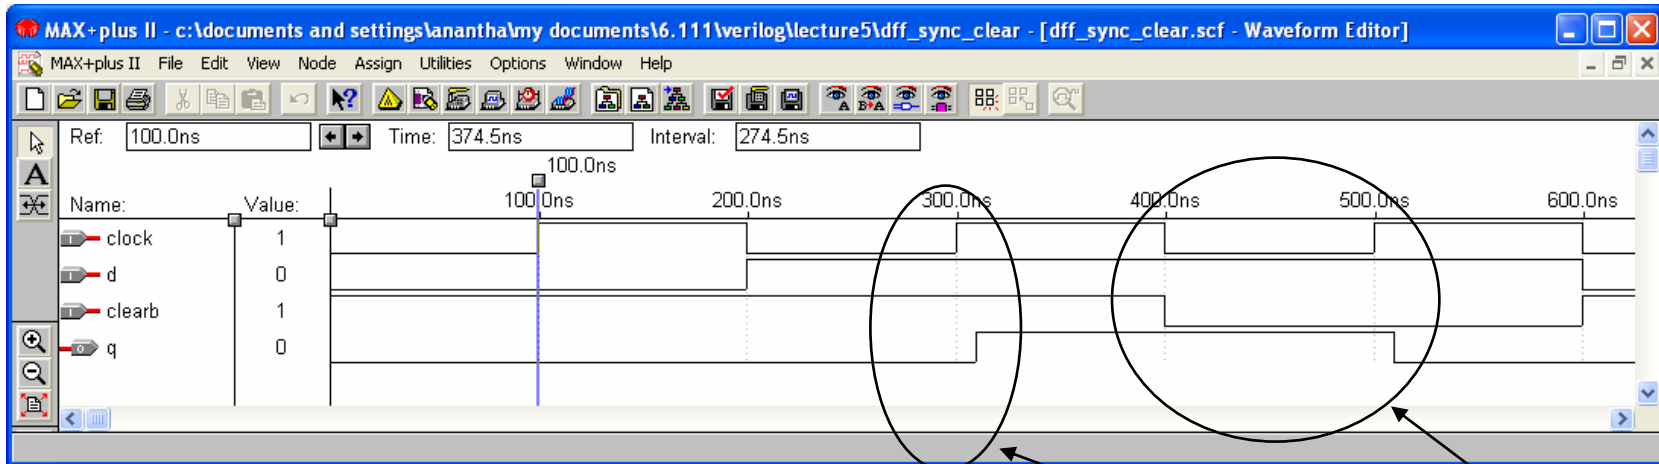 MAX+plus II - c:\documents and settings\anantha\my documents\6.111\verilog\lecture5\dff_sync_clear - [dff_sync_clear.scf - Waveform Editor]
MAX+plus II File Edit View Node Assign Utilities Options Window Help
Ref: 100.0ns Time: 374.5ns Interval: 274.5ns
100.0ns
Name: Value: 100.0ns 200.0ns 300.0ns 400.0ns 500.0ns 600.0ns
clock 1
d 0
clearb 1
q 0